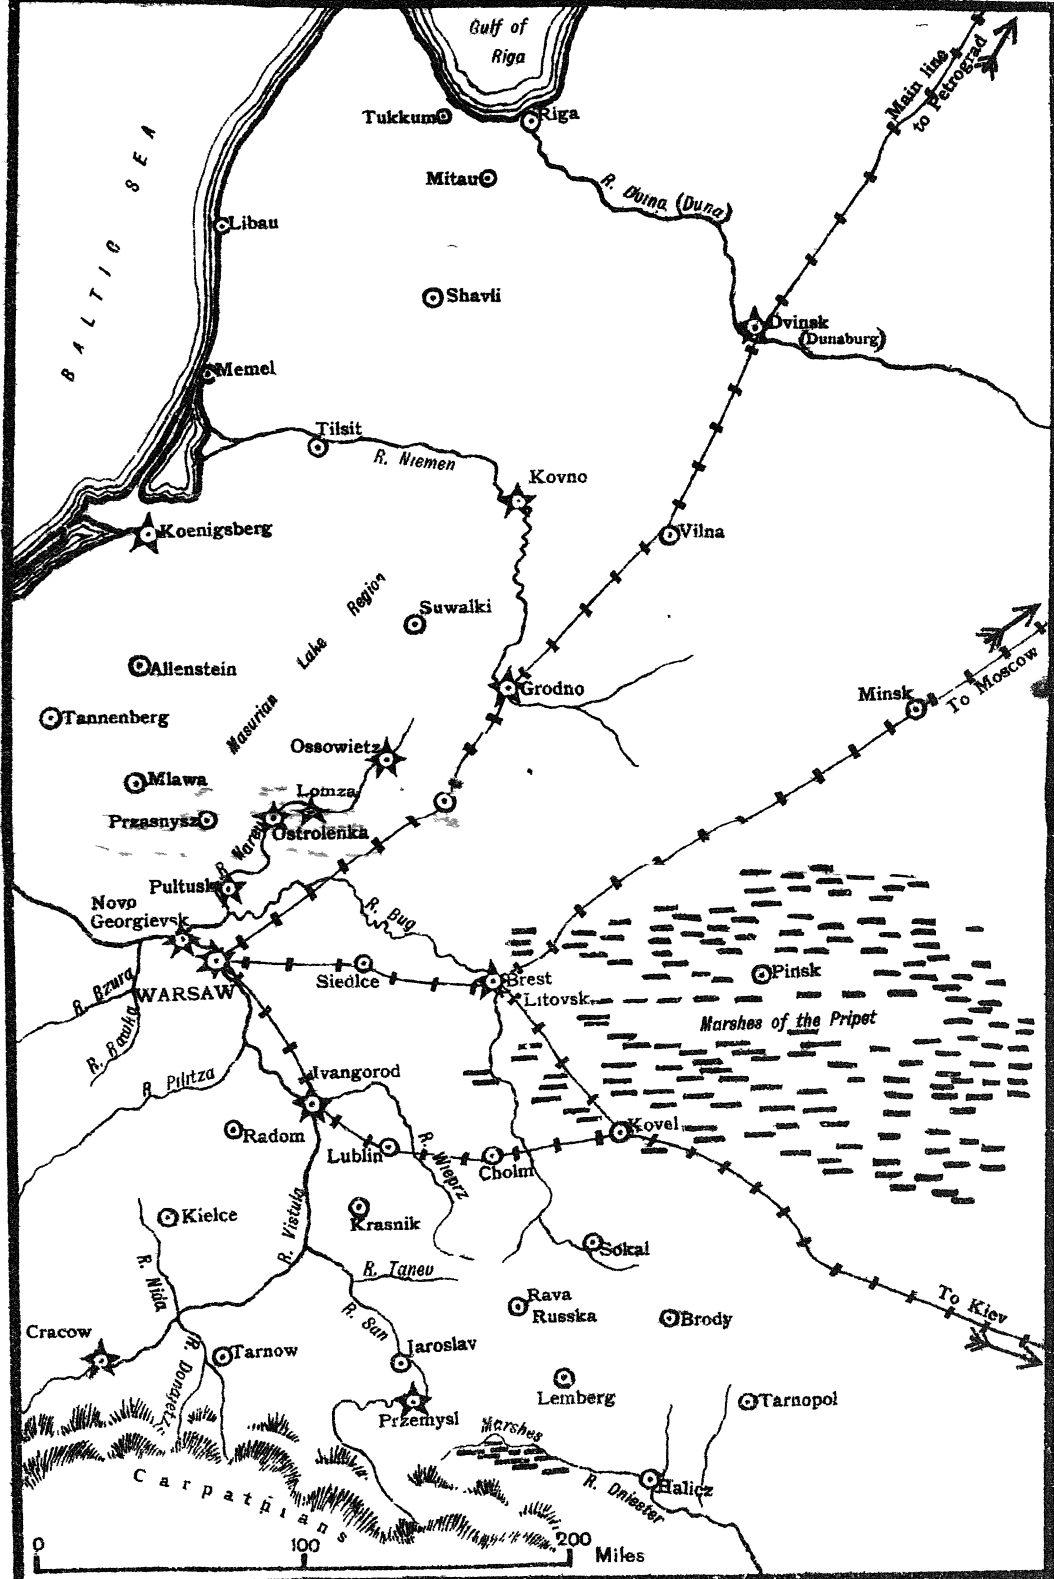 Gulf of
Riga
Main line
to Petrograd
Tukkum
Riga
BALTIC SEA
Mitau
R. Dvina (Duna)
Libau
Shavli
Dvinsk
(Dunaburg)
Memel
Tilsit
R. Niemen
Kovno
Koenigsberg
Vilna
Suwalki
Masurian Lake Region
Allenstein
Grodno
Minsk
To Moscow
Tannenberg
Ossowietz
Mlawa
Lomza
Przasnysz
Ostrolenka
R. Narew
Pultusk
Novo
Georgievsk
R. Bug
WARSAW
Siedlce
Brest
Litovsk
Pinsk
Marshes of the Pripet
R. Bzura
R. Rawka
R. Pilitza
Ivangorod
Radom
Lublin
R. Wieprz
Cholm
Kovel
Kielce
R. Vistula
Krasnik
Sokal
R. Nida
R. Tanev
Rava
Russka
Brody
To Kiev
R. San
Cracow
Tarnow
R. Donajetz
Jaroslav
Lemberg
Tarnopol
Przemysl
Marshes
Halicz
R. Dniester
Carpathians
0 100 200 Miles